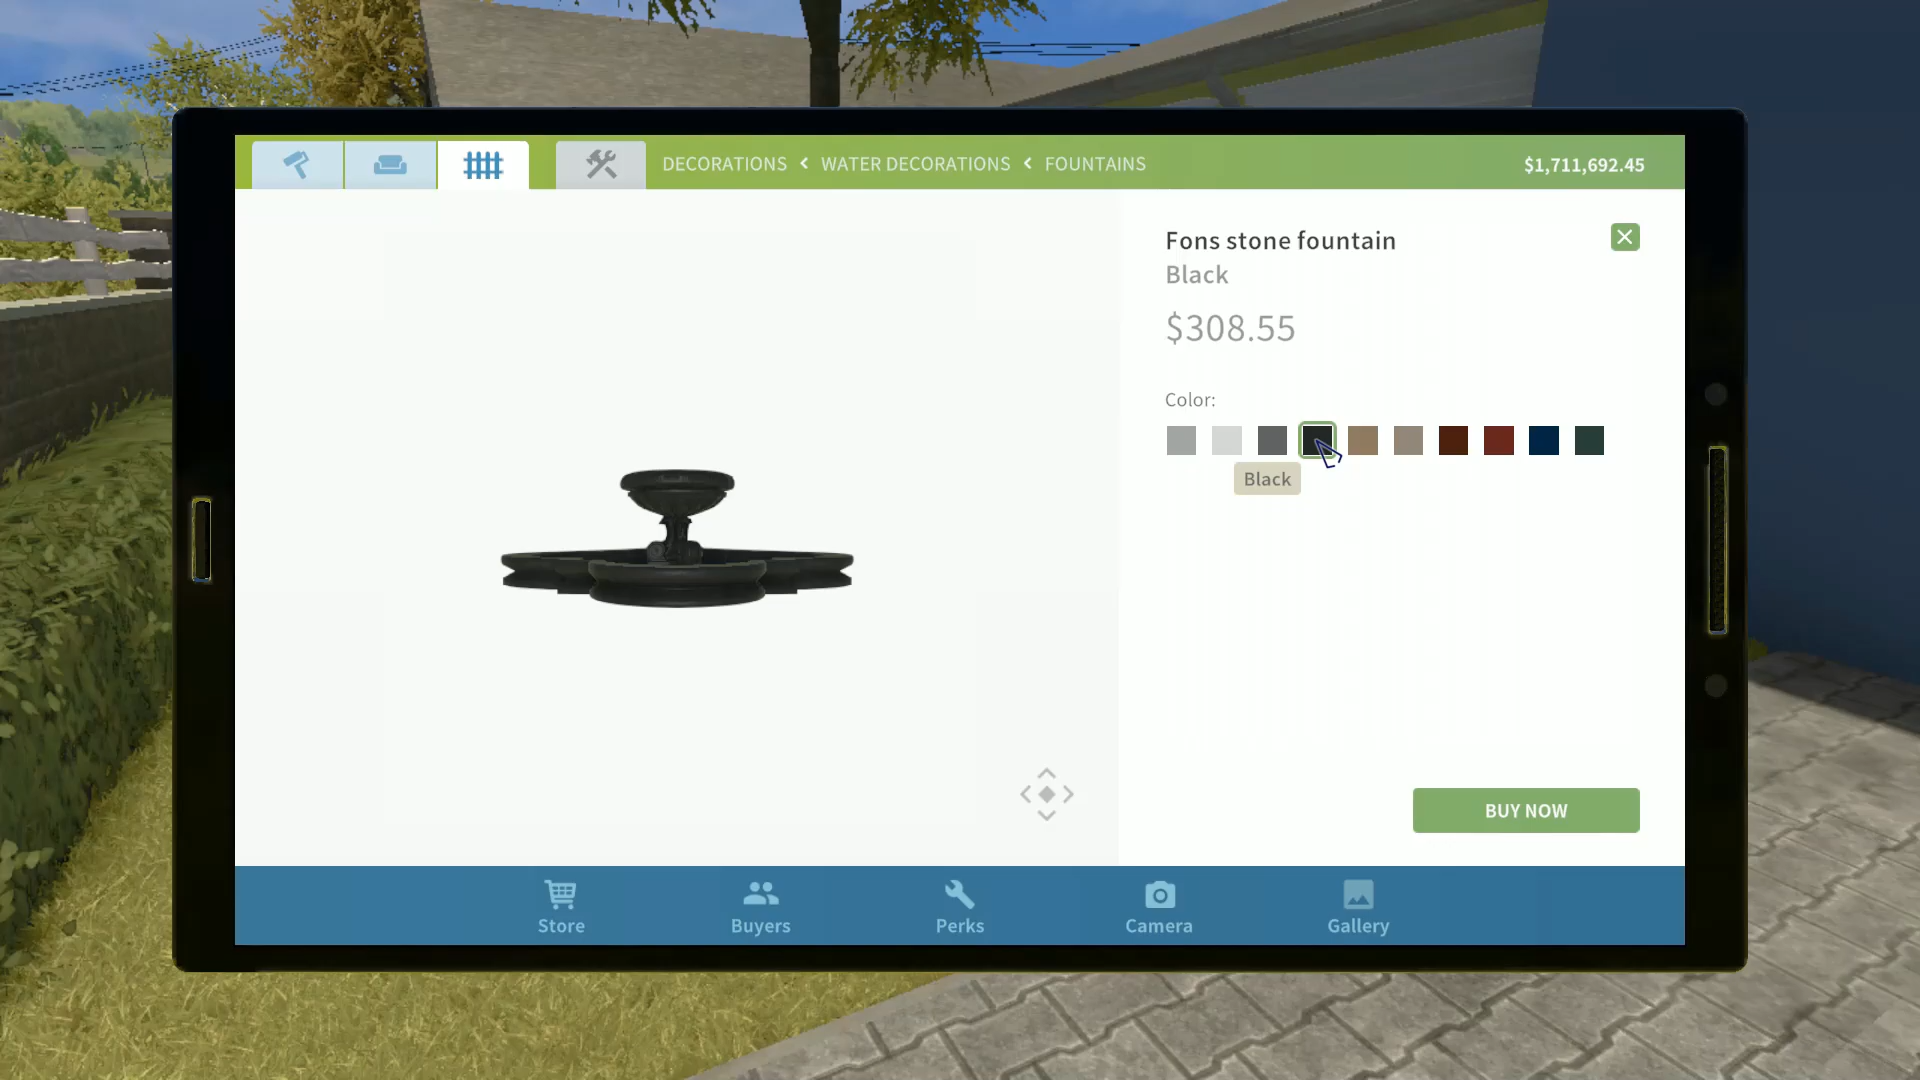 DECORATIONS < WATER DECORATIONS < FOUNTAINS
$1,711,692.45
Fons stone fountain
Black
$308.55
Color:
Black
BUY NOW
Store
Buyers
Perks
Camera
Gallery